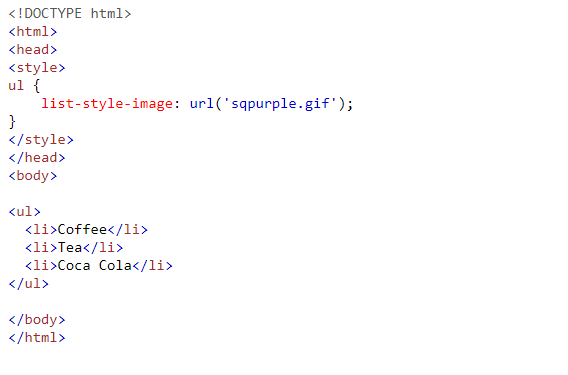 <!DOCTYPE html>
<html>
<head>
<style>
ul {
    list-style-image: url('sqpurple.gif');
}
</style>
</head>
<body>

<ul>
  <li>Coffee</li>
  <li>Tea</li>
  <li>Coca Cola</li>
</ul>

</body>
</html>